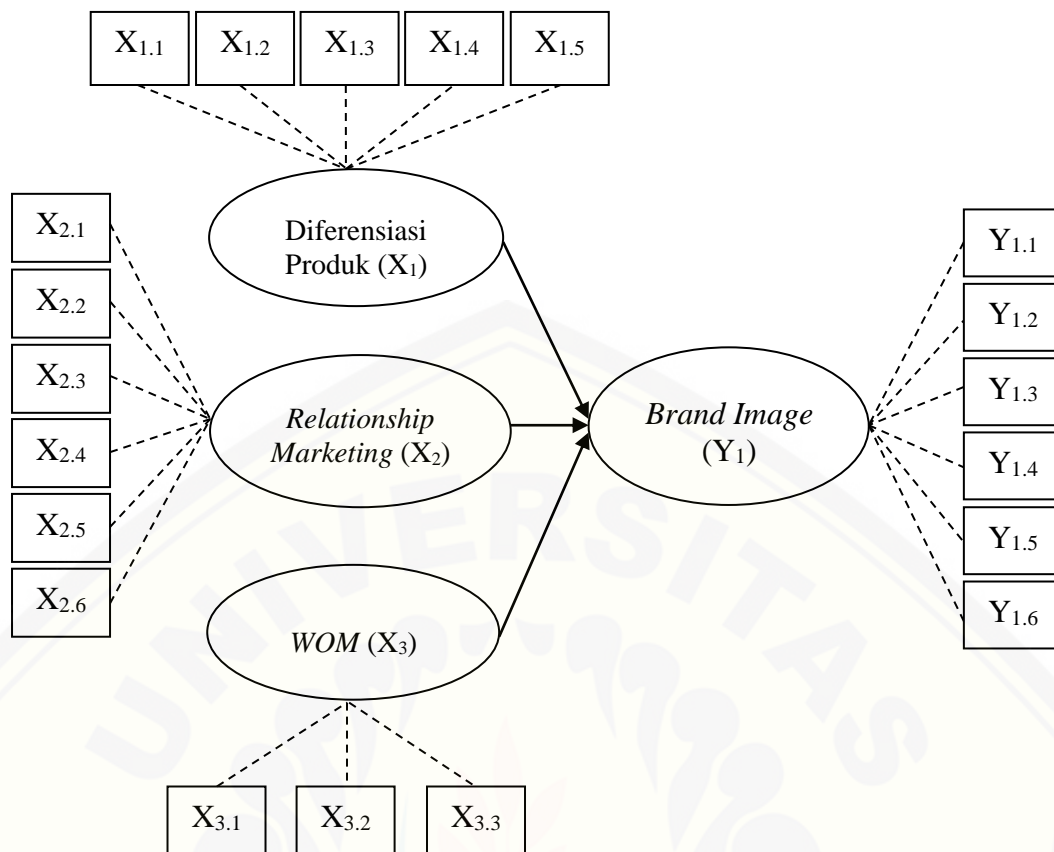 X1.1 X1.2 X1.3 X1.4 X1.5
Diferensiasi
Produk (X1)
X2.1
X2.2
X2.3
X2.4
X2.5
X2.6
Relationship
Marketing (X2)
WOM (X3)
X3.1 X3.2 X3.3
Brand Image
(Y1)
Y1.1
Y1.2
Y1.3
Y1.4
Y1.5
Y1.6
UNIVERSITAS